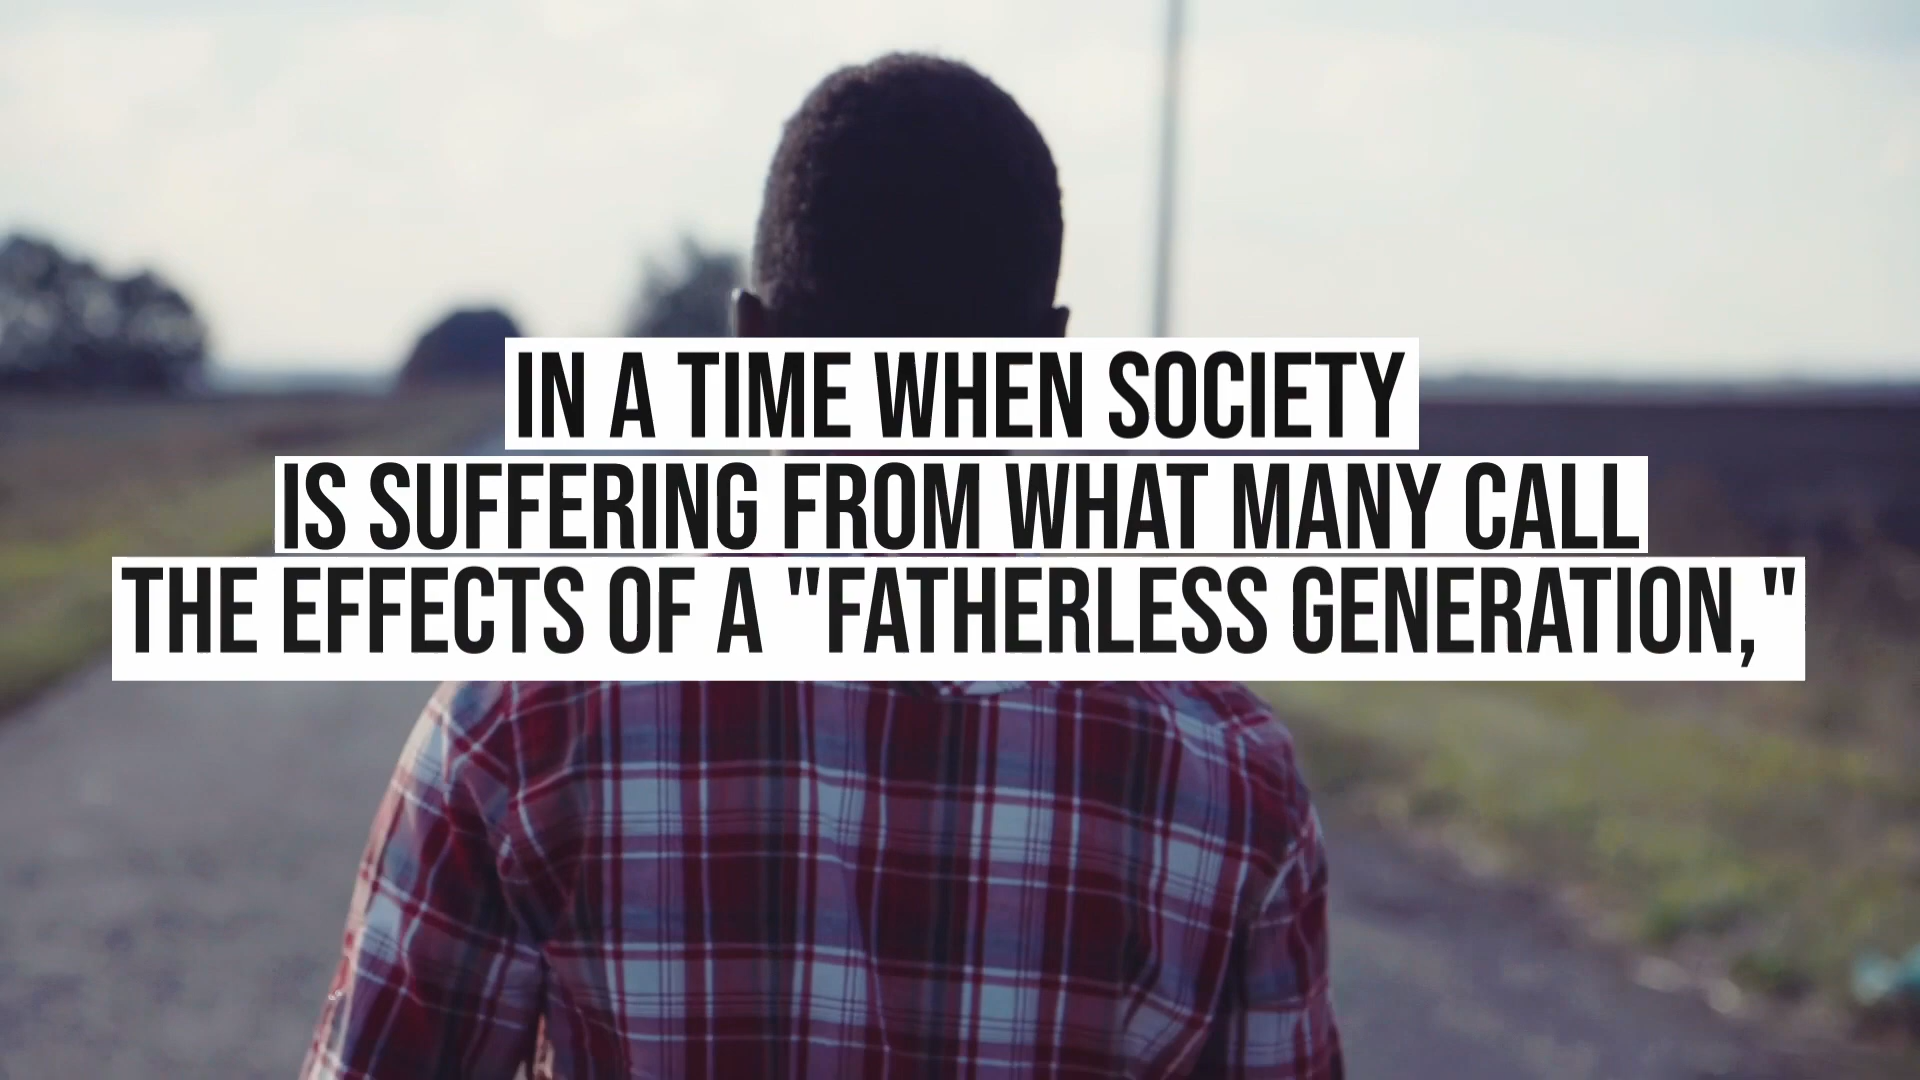 IN A TIME WHEN SOCIETY
IS SUFFERING FROM WHAT MANY CALL
THE EFFECTS OF A "FATHERLESS GENERATION,"